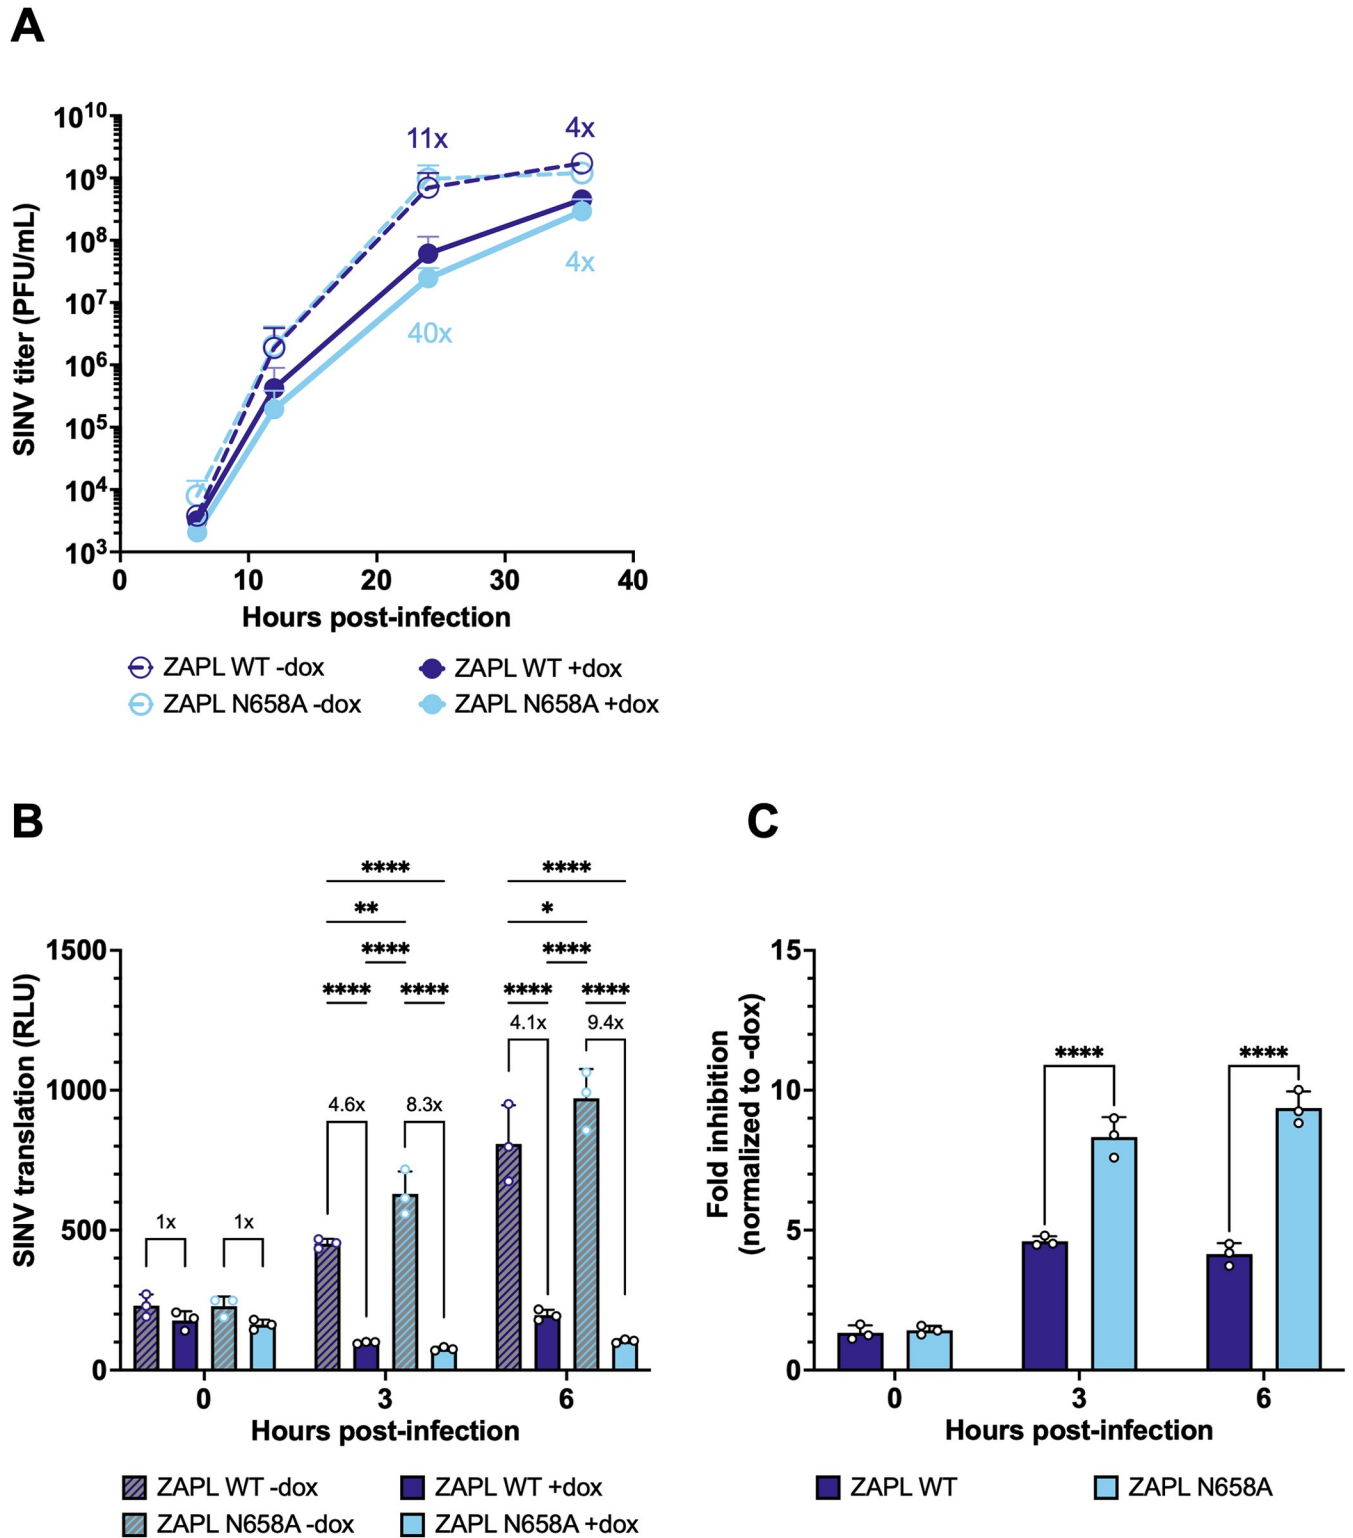 A
10^10
10^9
10^8
10^7
10^6
10^5
10^4
10^3
SINV titer (PFU/mL)
11x
4x
4x
40x
0 10 20 30 40
Hours post-infection
ZAPL WT -dox ZAPL WT +dox
ZAPL N658A -dox ZAPL N658A +dox
B
**** ****
** *
**** ****
**** **** **** ****
4.1x 9.4x
4.6x 8.3x
1x 1x
1500
1000
500
0
SINV translation (RLU)
0 3 6
Hours post-infection
ZAPL WT -dox ZAPL WT +dox
ZAPL N658A -dox ZAPL N658A +dox
C
15
10
5
0
Fold inhibition
(normalized to -dox)
**** ****
0 3 6
Hours post-infection
ZAPL WT ZAPL N658A